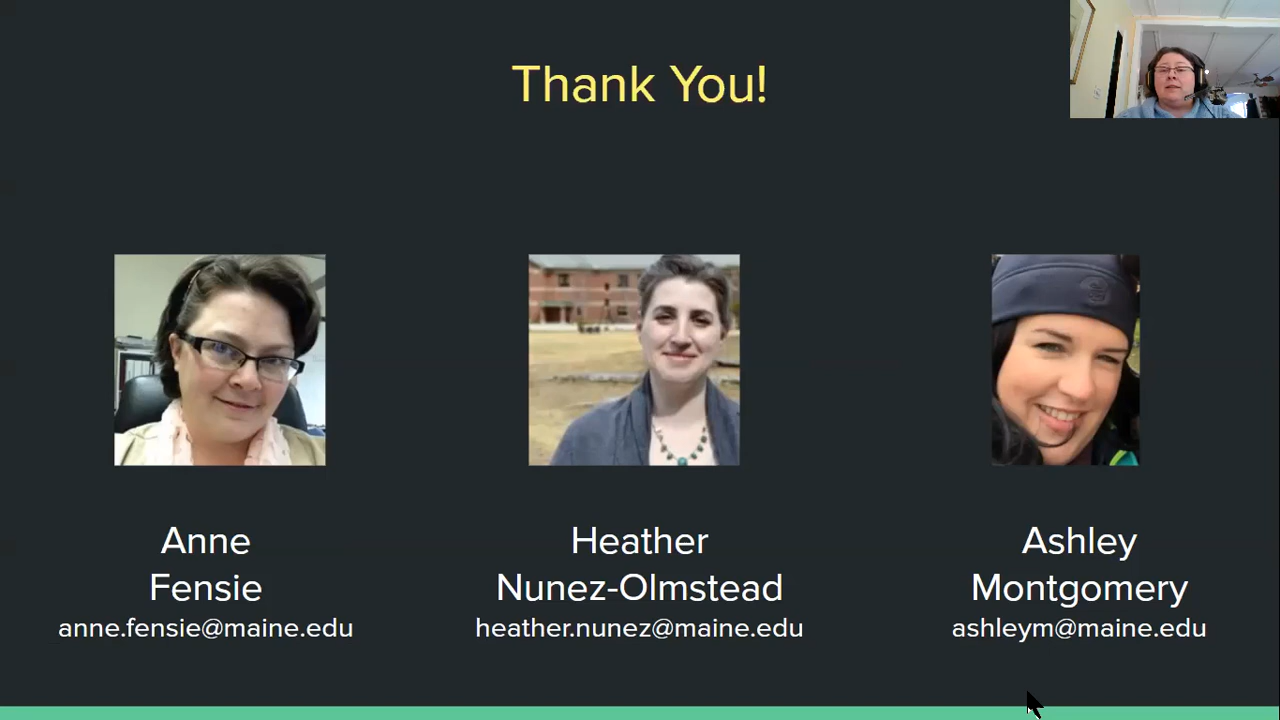 Thank You!
Anne
Fensie
anne.fensie@maine.edu
Heather
Nunez-Olmstead
heather.nunez@maine.edu
Ashley
Montgomery
ashleym@maine.edu